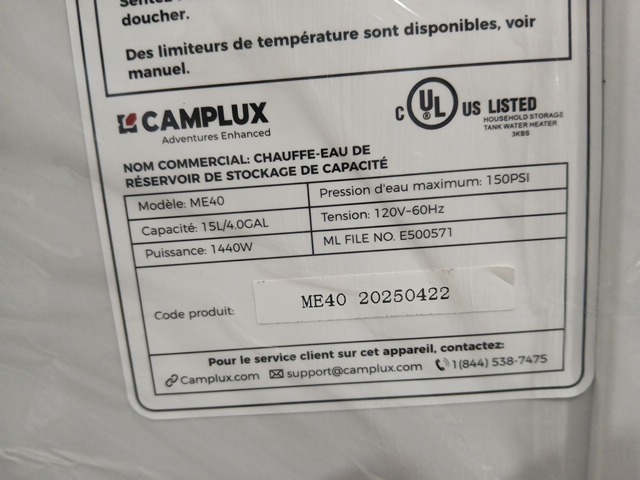 doucher.
Des limiteurs de température sont disponibles, voir
manuel.
CAMPLUX
Adventures Enhanced
C UL US LISTED
®
HOUSEHOLD STORAGE
TANK WATER HEATER
3KBS
NOM COMMERCIAL: CHAUFFE-EAU DE
RÉSERVOIR DE STOCKAGE DE CAPACITÉ
Modèle: ME40
Pression d'eau maximum: 150PSI
Capacité: 15L/4.0GAL
Tension: 120V~60Hz
Puissance: 1440W
ML FILE NO. E500571
Code produit:
ME40 20250422
Pour le service client sur cet appareil, contactez:
Camplux.com support@camplux.com 1(844) 538-7475